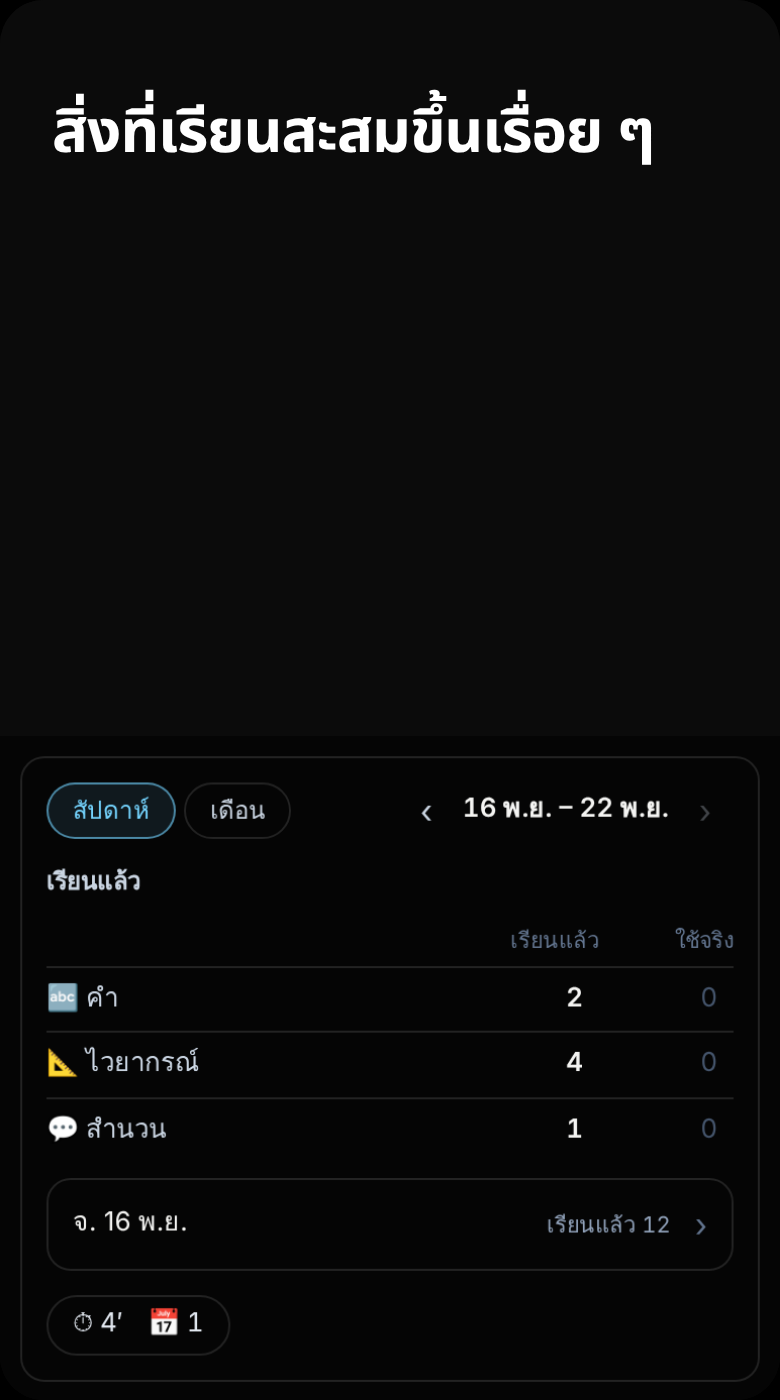 สิ่งที่เรียนสะสมขึ้นเรื่อย ๆ
สัปดาห์ เดือน ‹ 16 พ.ย. – 22 พ.ย. ›
เรียนแล้ว
เรียนแล้ว ใช้จริง
🔤 คำ 2 0
📐 ไวยากรณ์ 4 0
💬 สำนวน 1 0
จ. 16 พ.ย. เรียนแล้ว 12 ›
⏱ 4′ 📅 1